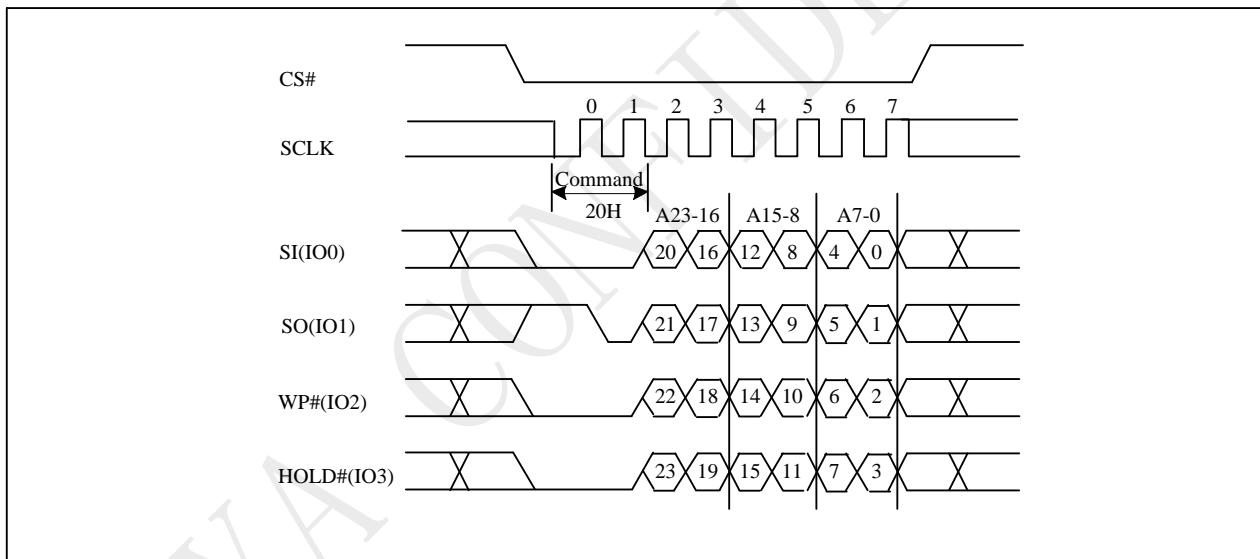 CS#
0 1 2 3 4 5 6 7
SCLK
Command
20H
A23-16 A15-8 A7-0
SI(IO0) 20 16 12 8 4 0
SO(IO1) 21 17 13 9 5 1
WP#(IO2) 22 18 14 10 6 2
HOLD#(IO3) 23 19 15 11 7 3